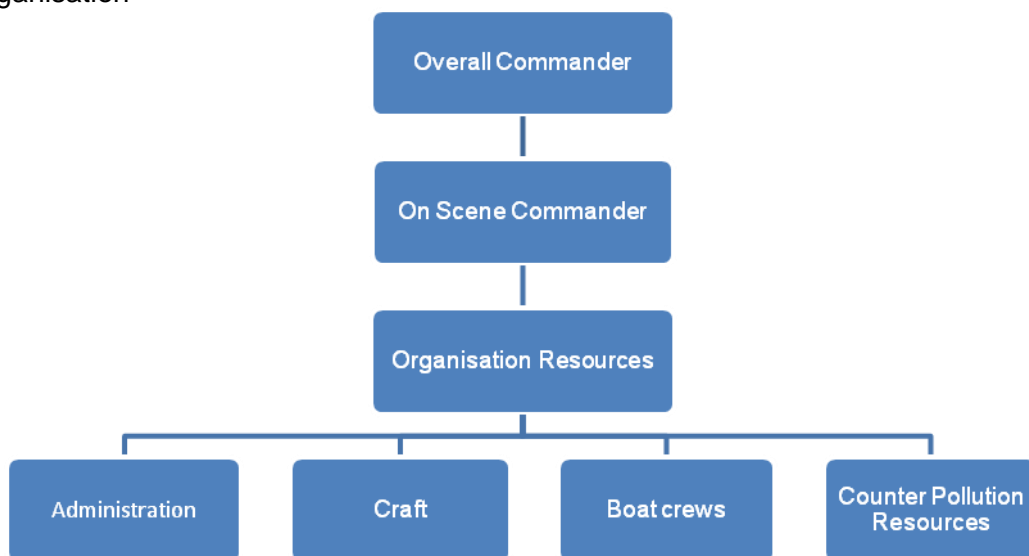 Overall Commander
On Scene Commander
Organisation Resources
Administration
Craft
Boat crews
Counter Pollution
Resources